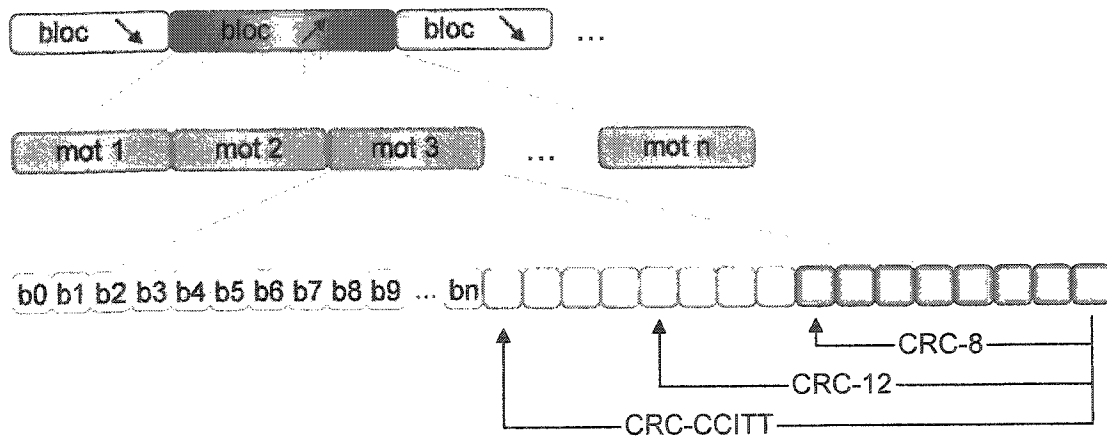 bloc ↘ bloc ↗ bloc ↘ ...
mot 1 mot 2 mot 3 ... mot n
b0 b1 b2 b3 b4 b5 b6 b7 b8 b9 ... bn
CRC-8
CRC-12
CRC-CCITT